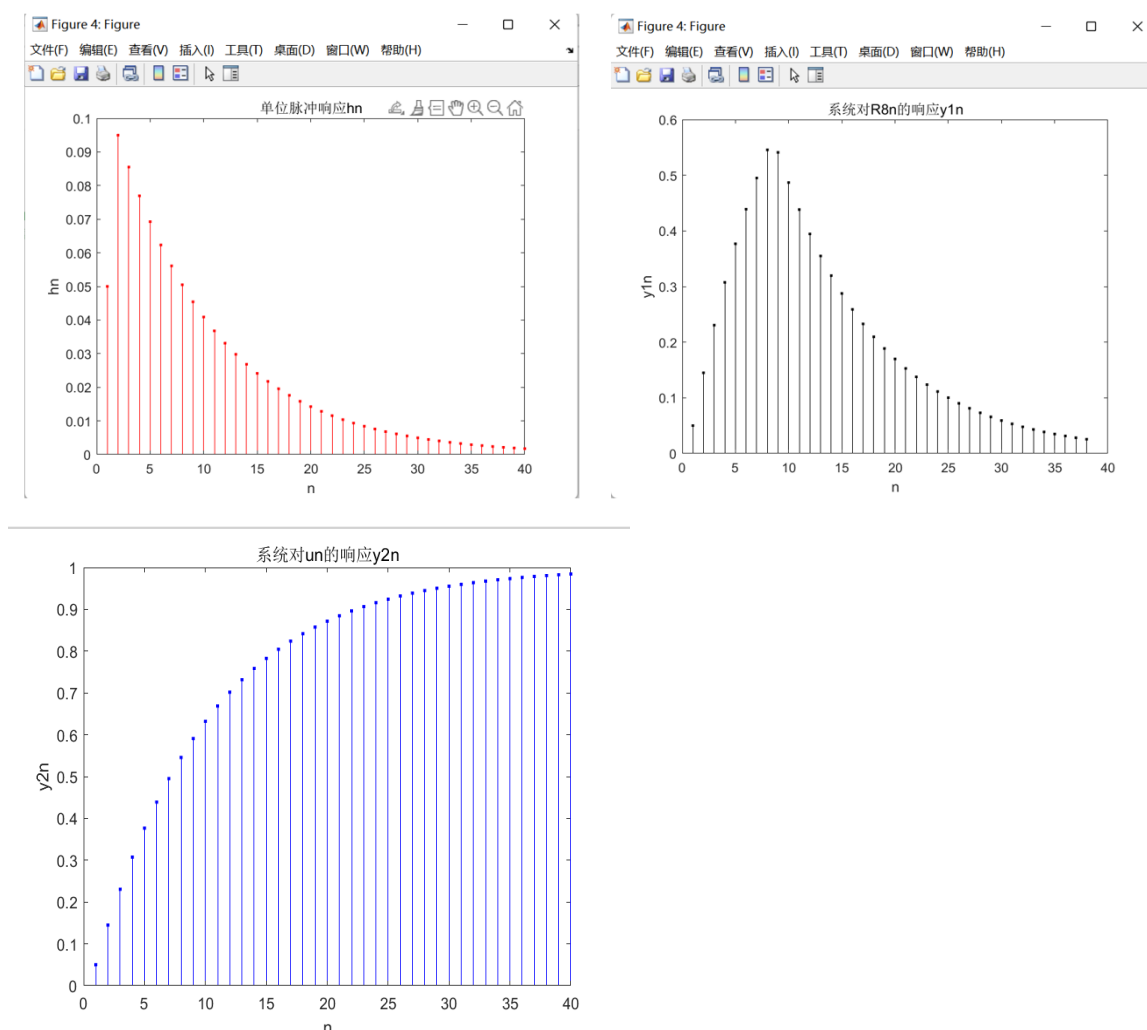 Figure 4: Figure
文件(F) 编辑(E) 查看(V) 插入(I) 工具(T) 桌面(D) 窗口(W) 帮助(H)
单位脉冲响应hn
0.1
0.09
0.08
0.07
0.06
0.05
0.04
0.03
0.02
0.01
0
hn
0 5 10 15 20 25 30 35 40
n
Figure 4: Figure
文件(F) 编辑(E) 查看(V) 插入(I) 工具(T) 桌面(D) 窗口(W) 帮助(H)
系统对R8n的响应y1n
0.6
0.5
0.4
0.3
0.2
0.1
0
y1n
0 5 10 15 20 25 30 35 40
n
系统对un的响应y2n
1
0.9
0.8
0.7
0.6
0.5
0.4
0.3
0.2
0.1
0
y2n
0 5 10 15 20 25 30 35 40
n